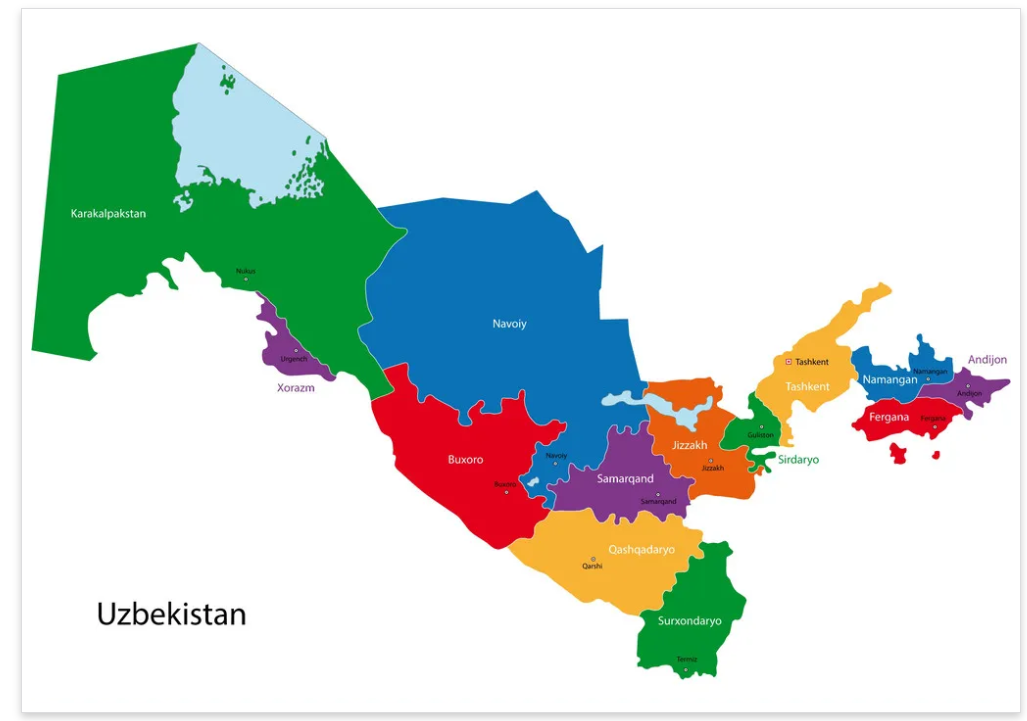 Karakalpakstan
Nukus
Urgench
Xorazm
Navoiy
Tashkent
Tashkent
Andijon
Namangan
Namangan
Andijon
Fergana
Fergana
Guliston
Sirdaryo
Jizzakh
Jizzakh
Buxoro
Buxoro
Navoiy
Samarqand
Samarqand
Qashqadaryo
Qarshi
Surxondaryo
Termiz
Uzbekistan